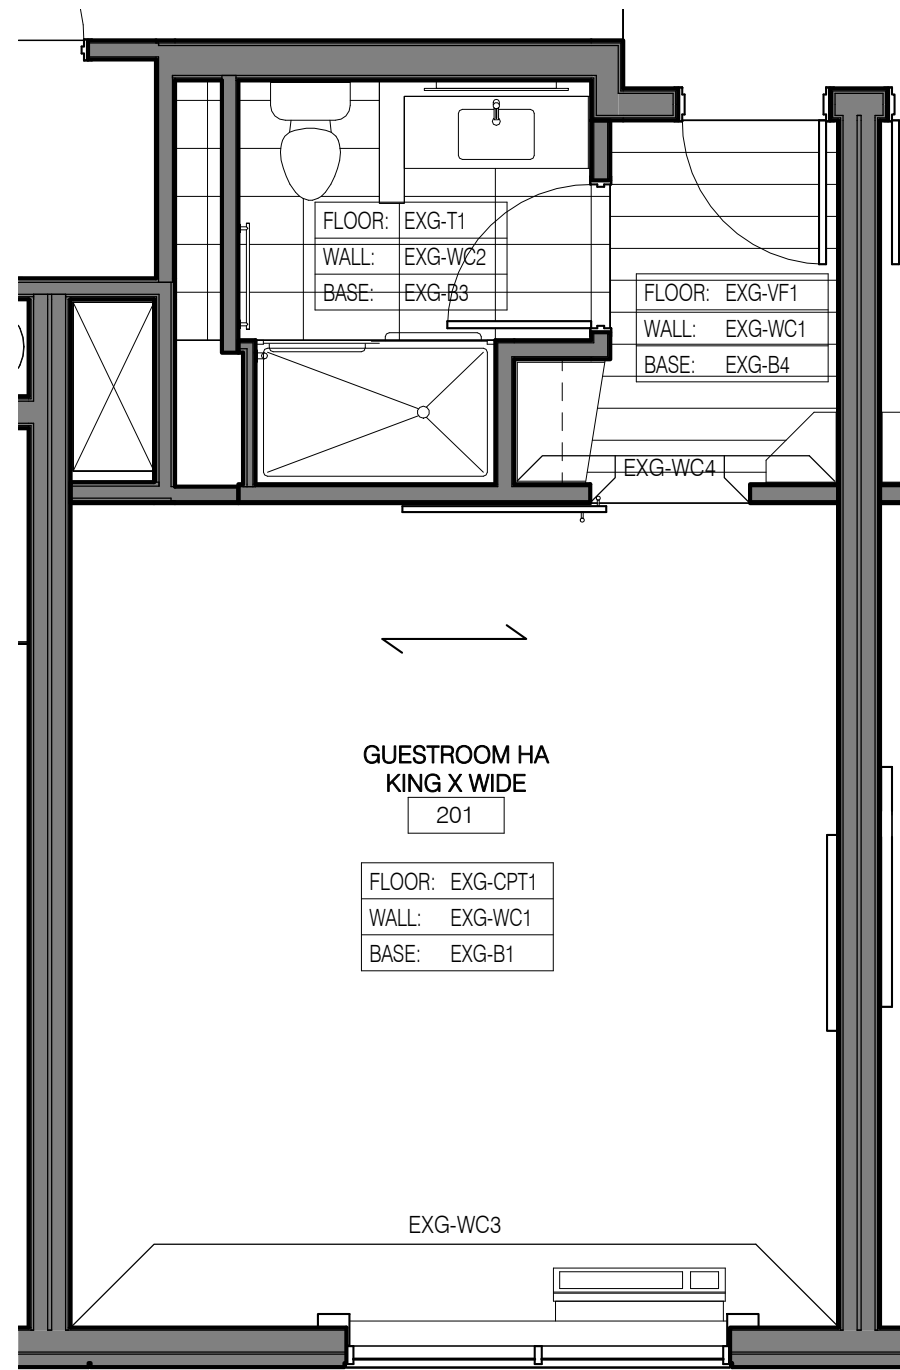 FLOOR: EXG-T1
WALL: EXG-WC2
BASE: EXG-B3
FLOOR: EXG-VF1
WALL: EXG-WC1
BASE: EXG-B4
EXG-WC4
GUESTROOM HA
KING X WIDE
201
FLOOR: EXG-CPT1
WALL: EXG-WC1
BASE: EXG-B1
EXG-WC3